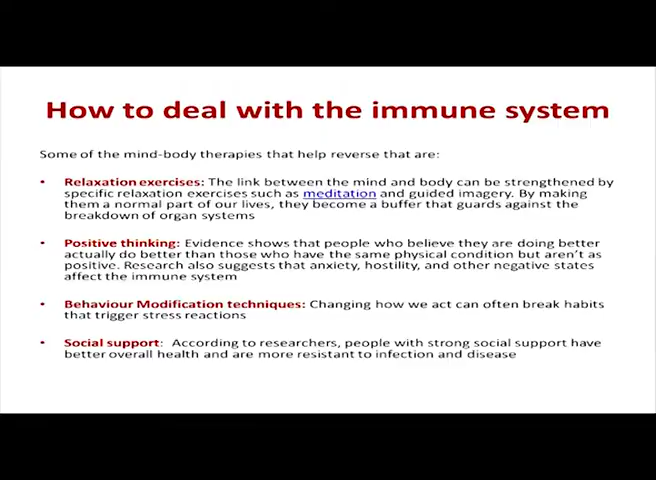 How to deal with the immune system
Some of the mind-body therapies that help reverse that are:
• Relaxation exercises: The link between the mind and body can be strengthened by
specific relaxation exercises such as meditation and guided imagery. By making
them a normal part of our lives, they become a buffer that guards against the
breakdown of organ systems
• Positive thinking: Evidence shows that people who believe they are doing better
actually do better than those who have the same physical condition but aren't as
positive. Research also suggests that anxiety, hostility, and other negative states
affect the immune system
• Behaviour Modification techniques: Changing how we act can often break habits
that trigger stress reactions
• Social support: According to researchers, people with strong social support have
better overall health and are more resistant to infection and disease